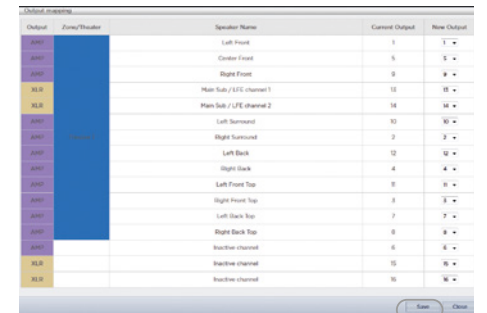 Output mapping
Output Zone/Theater Speaker Name Current Output New Output
AMP Left Front 1 1
AMP Center Front 5 5
AMP Right Front 9 9
XLR Main Sub / LFE channel 1 13 13
XLR Main Sub / LFE channel 2 14 14
AMP Left Surround 10 10
AMP Right Surround 2 2
AMP Left Back 12 12
AMP Right Back 4 4
AMP Left Front Top 11 11
AMP Right Front Top 3 3
AMP Left Back Top 7 7
AMP Right Back Top 8 8
AMP Inactive channel 6 6
XLR Inactive channel 15 15
XLR Inactive channel 16 16
Save Close